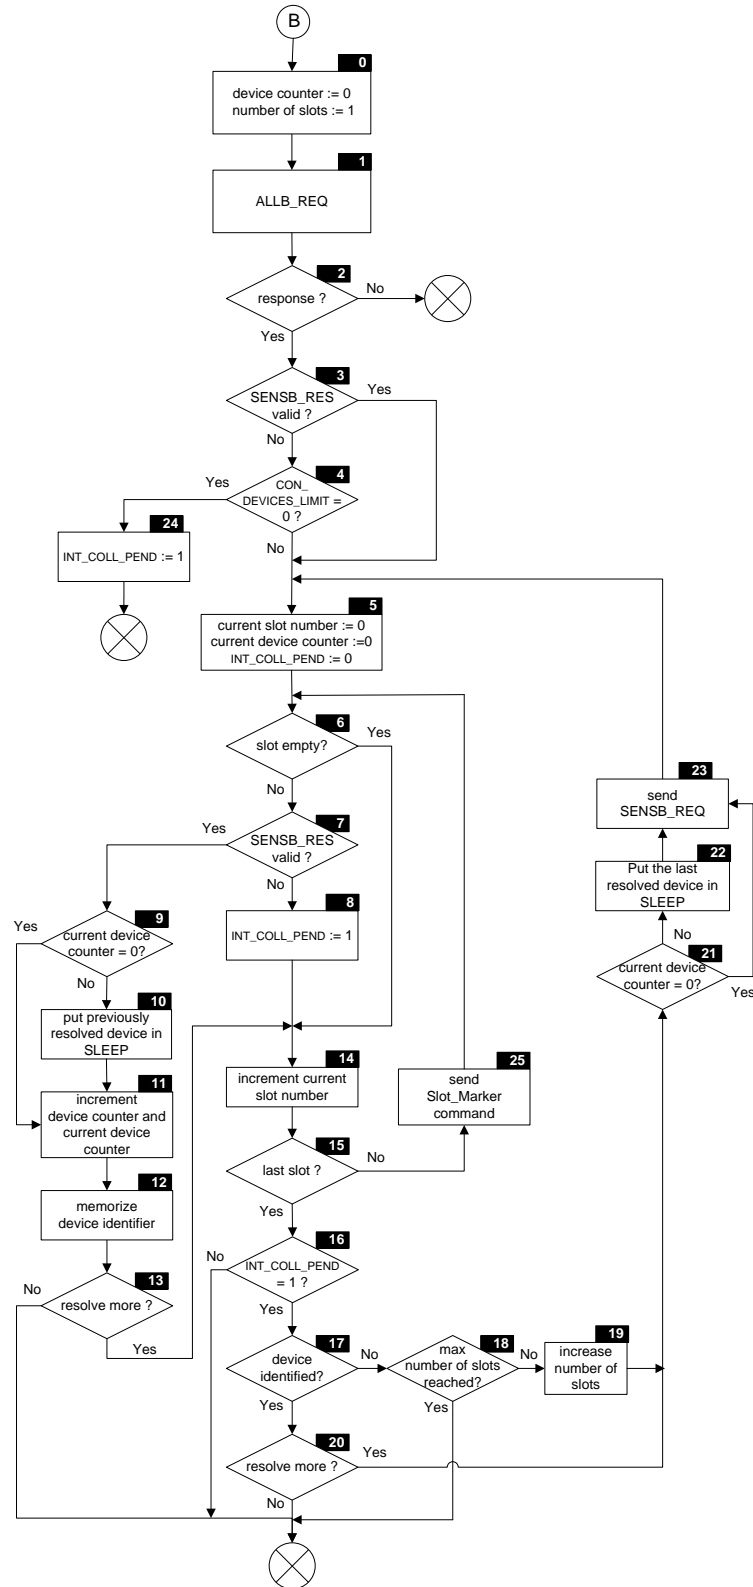 B
0
device counter := 0
number of slots := 1
1
ALLB_REQ
2
response ?
No
Yes
3
SENSB_RES
valid ?
Yes
No
4
CON_
DEVICES_LIMIT =
0 ?
Yes
No
24
INT_COLL_PEND := 1
5
current slot number := 0
current device counter :=0
INT_COLL_PEND := 0
6
slot empty?
Yes
No
7
SENSB_RES
valid ?
Yes
No
8
INT_COLL_PEND := 1
9
current device
counter = 0?
Yes
No
10
put previously
resolved device in
SLEEP
11
increment
device counter and
current device
counter
12
memorize
device identifier
13
resolve more ?
No
Yes
14
increment current
slot number
15
last slot ?
No
Yes
25
send
Slot_Marker
command
16
INT_COLL_PEND
= 1 ?
No
Yes
17
device
identified?
No
Yes
18
max
number of slots
reached?
No
Yes
19
increase
number of
slots
20
resolve more ?
Yes
No
21
current device
counter = 0?
No
Yes
22
Put the last
resolved device in
SLEEP
23
send
SENSB_REQ